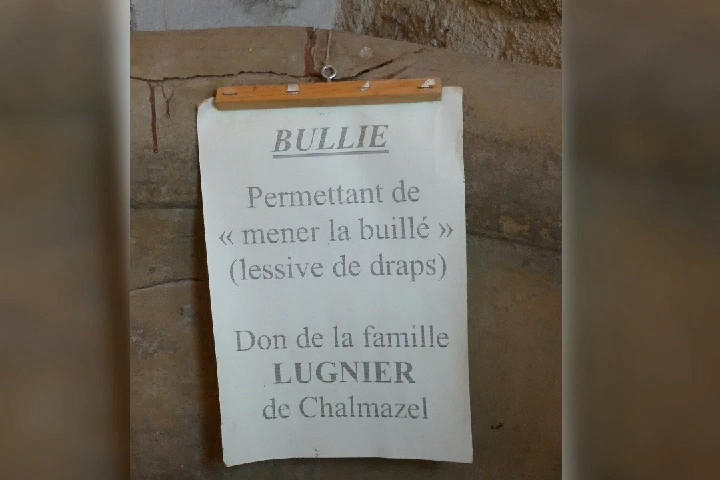 BULLIE
Permettant de
« mener la buillé »
(lessive de draps)
Don de la famille
LUGNIER
de Chalmazel